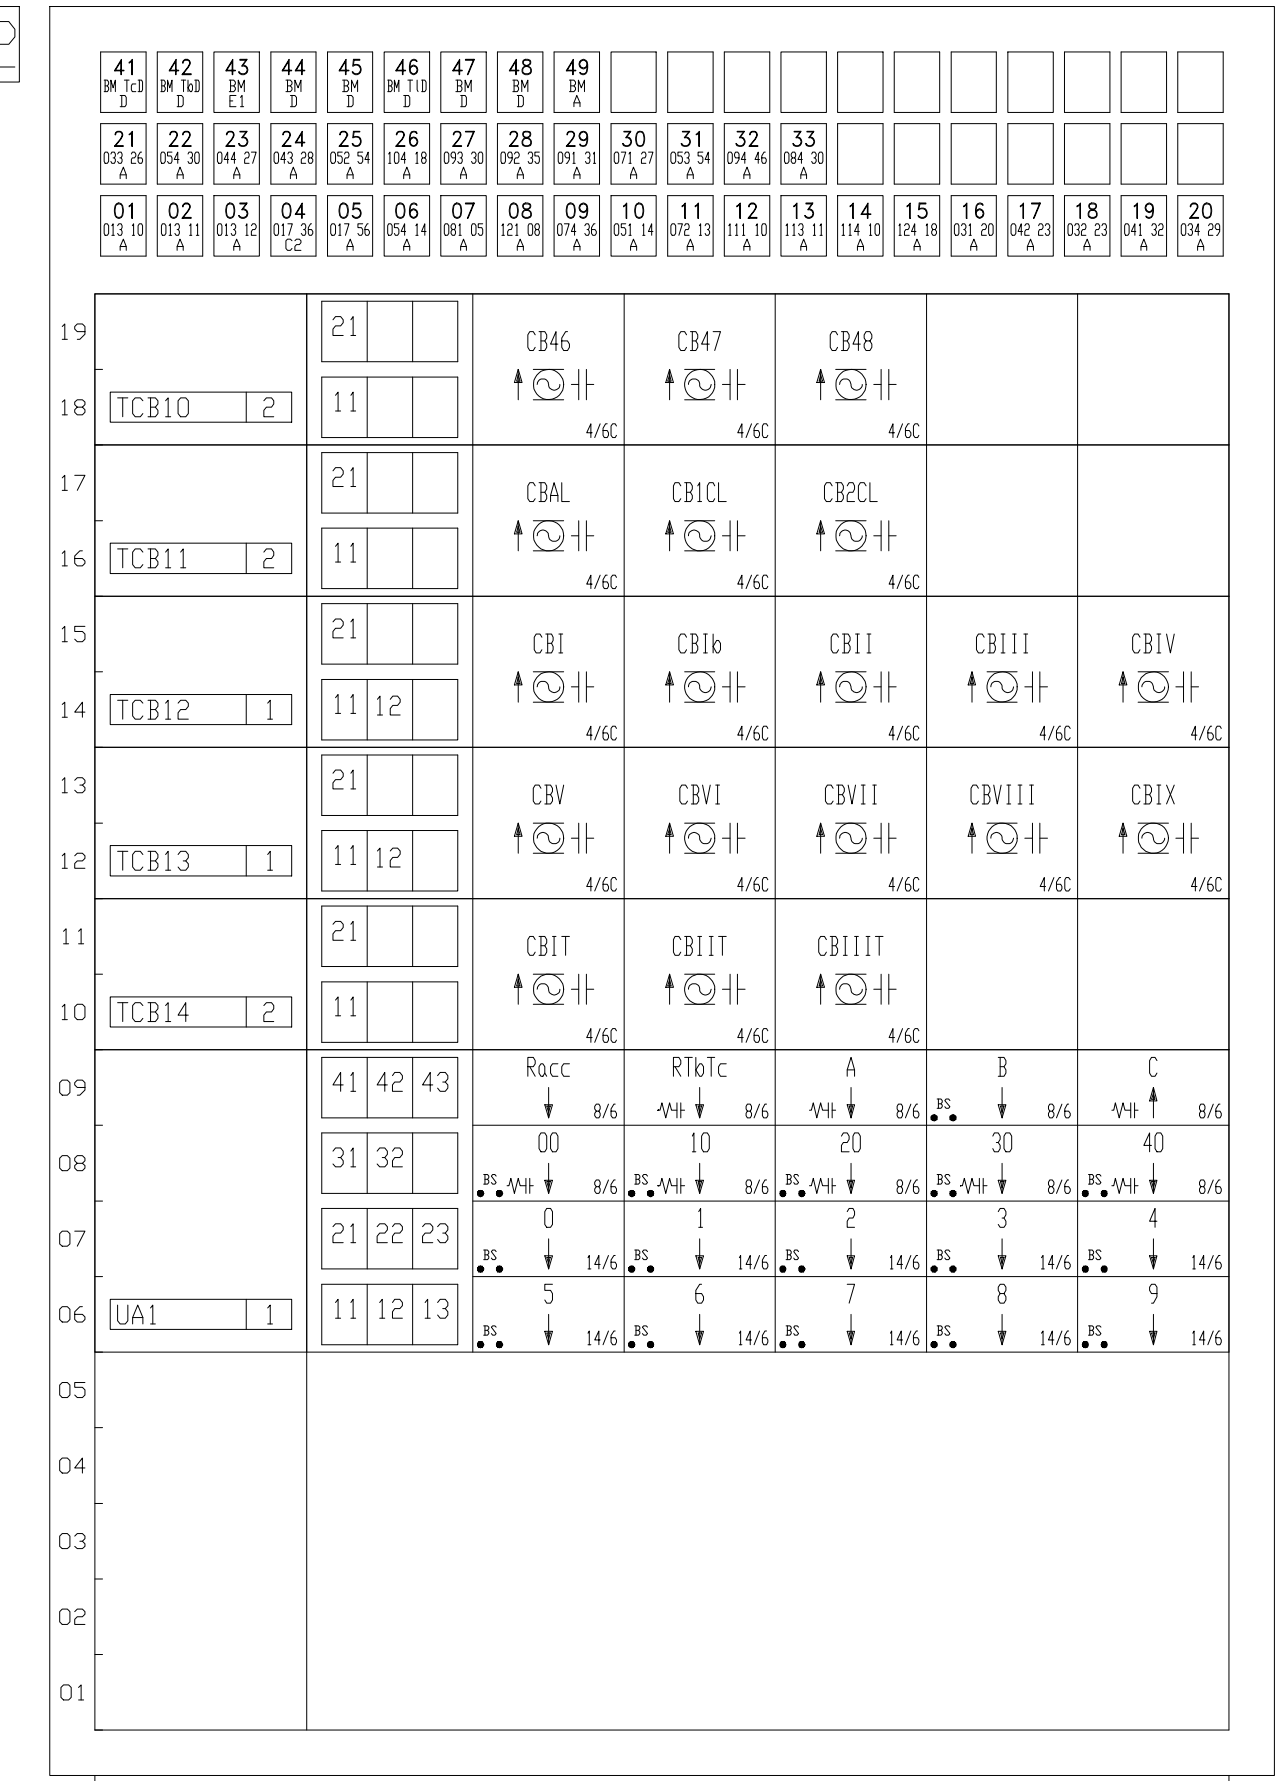 41 42 43 44 45 46 47 48 49
BM TcD BM TbD BM BM BM BM TlD BM BM BM
D D E1 D D D D D A
21 22 23 24 25 26 27 28 29 30 31 32 33
033 26 054 30 044 27 043 28 052 54 104 18 093 30 092 35 091 31 071 27 053 54 094 46 084 30
A A A A A A A A A A A A A
01 02 03 04 05 06 07 08 09 10 11 12 13 14 15 16 17 18 19 20
013 10 013 11 013 12 017 36 017 56 054 14 081 05 121 08 074 36 051 14 072 13 111 10 113 11 114 10 124 18 031 20 042 23 032 23 041 32 034 29
A A A C2 A A A A A A A A A A A A A A A A
19 21 CB46 CB47 CB48
18 TCB10 2 11
4/6C 4/6C 4/6C
17 21 CBAL CB1CL CB2CL
16 TCB11 2 11
4/6C 4/6C 4/6C
15 21 CBI CBIb CBII CBIII CBIV
14 TCB12 1 11 12
4/6C 4/6C 4/6C 4/6C 4/6C
13 21 CBV CBVI CBVII CBVIII CBIX
12 TCB13 1 11 12
4/6C 4/6C 4/6C 4/6C 4/6C
11 21 CBIT CBIIT CBIIIT
10 TCB14 2 11
4/6C 4/6C 4/6C
Racc RTbTc A B C
09 41 42 43
8/6 8/6 8/6 BS 8/6 8/6
00 10 20 30 40
08 31 32
BS 8/6 BS 8/6 BS 8/6 BS 8/6 BS 8/6
0 1 2 3 4
07 21 22 23
BS 14/6 BS 14/6 BS 14/6 BS 14/6 BS 14/6
5 6 7 8 9
06 UA1 1 11 12 13
BS 14/6 BS 14/6 BS 14/6 BS 14/6 BS 14/6
05
04
03
02
01